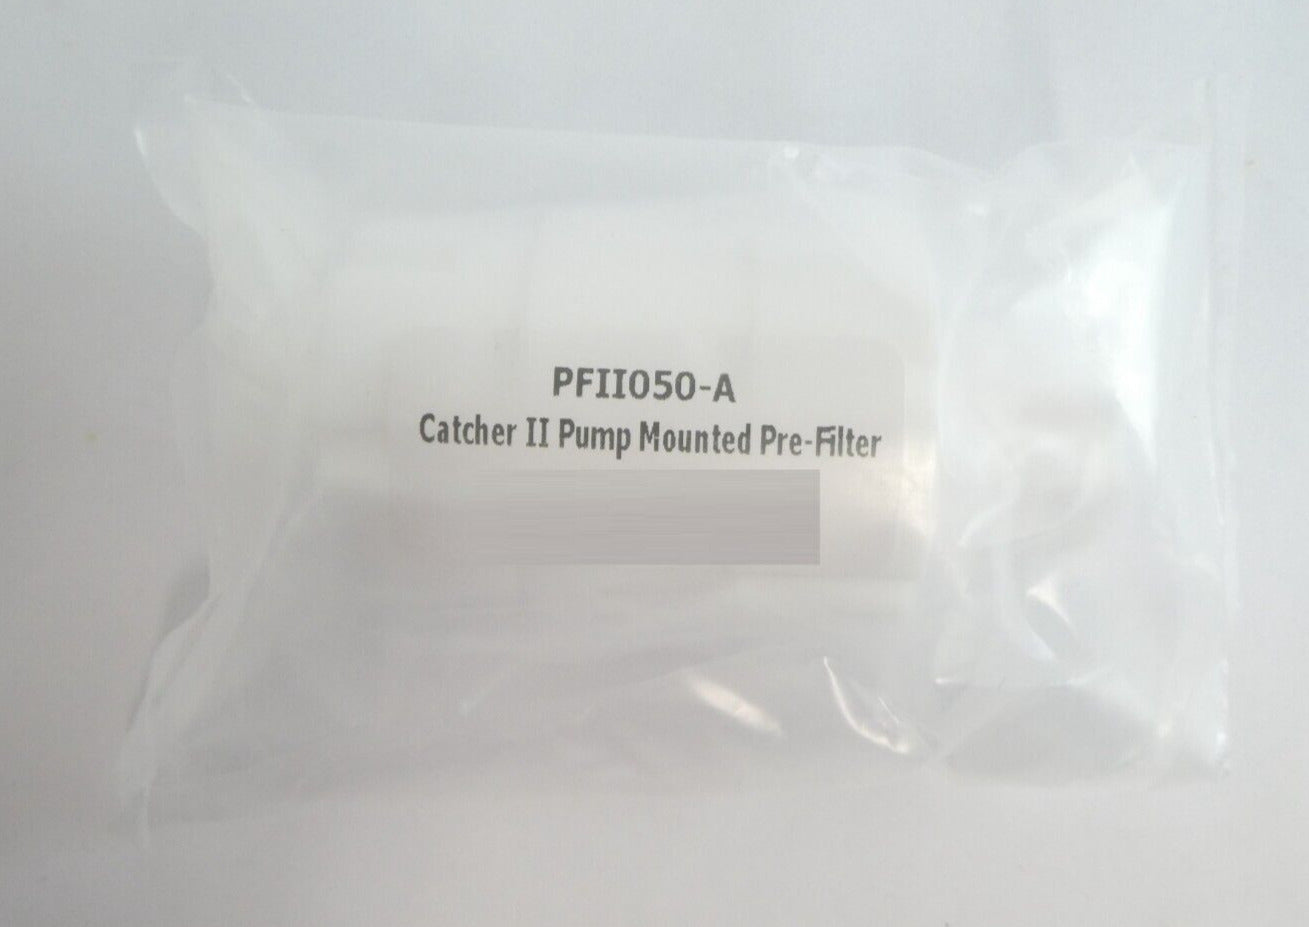 PFII050-A
Catcher II Pump Mounted Pre-Filter